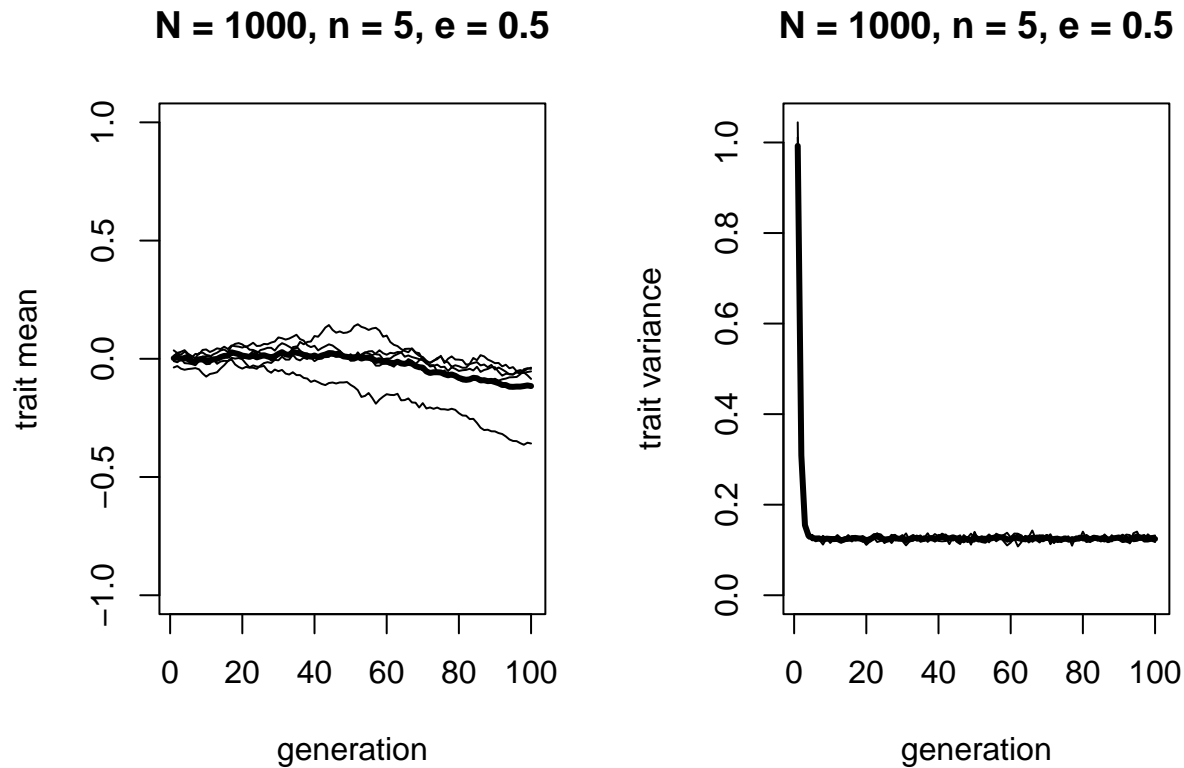 N = 1000, n = 5, e = 0.5
trait mean
1.0
0.5
0.0
−0.5
−1.0
0 20 40 60 80 100
generation
N = 1000, n = 5, e = 0.5
trait variance
1.0
0.8
0.6
0.4
0.2
0.0
0 20 40 60 80 100
generation